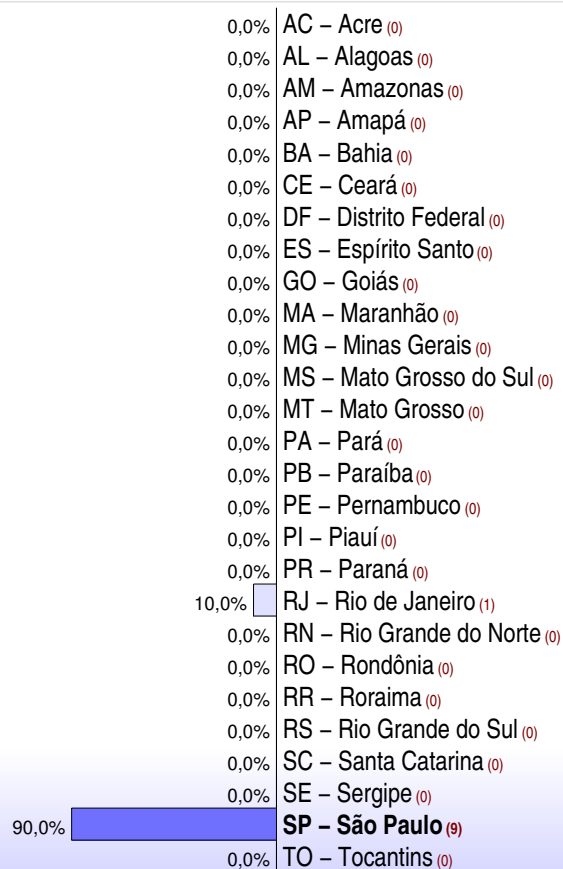 0,0% AC – Acre (0)
0,0% AL – Alagoas (0)
0,0% AM – Amazonas (0)
0,0% AP – Amapá (0)
0,0% BA – Bahia (0)
0,0% CE – Ceará (0)
0,0% DF – Distrito Federal (0)
0,0% ES – Espírito Santo (0)
0,0% GO – Goiás (0)
0,0% MA – Maranhão (0)
0,0% MG – Minas Gerais (0)
0,0% MS – Mato Grosso do Sul (0)
0,0% MT – Mato Grosso (0)
0,0% PA – Pará (0)
0,0% PB – Paraíba (0)
0,0% PE – Pernambuco (0)
0,0% PI – Piauí (0)
0,0% PR – Paraná (0)
10,0% RJ – Rio de Janeiro (1)
0,0% RN – Rio Grande do Norte (0)
0,0% RO – Rondônia (0)
0,0% RR – Roraima (0)
0,0% RS – Rio Grande do Sul (0)
0,0% SC – Santa Catarina (0)
0,0% SE – Sergipe (0)
90,0% SP – São Paulo (9)
0,0% TO – Tocantins (0)